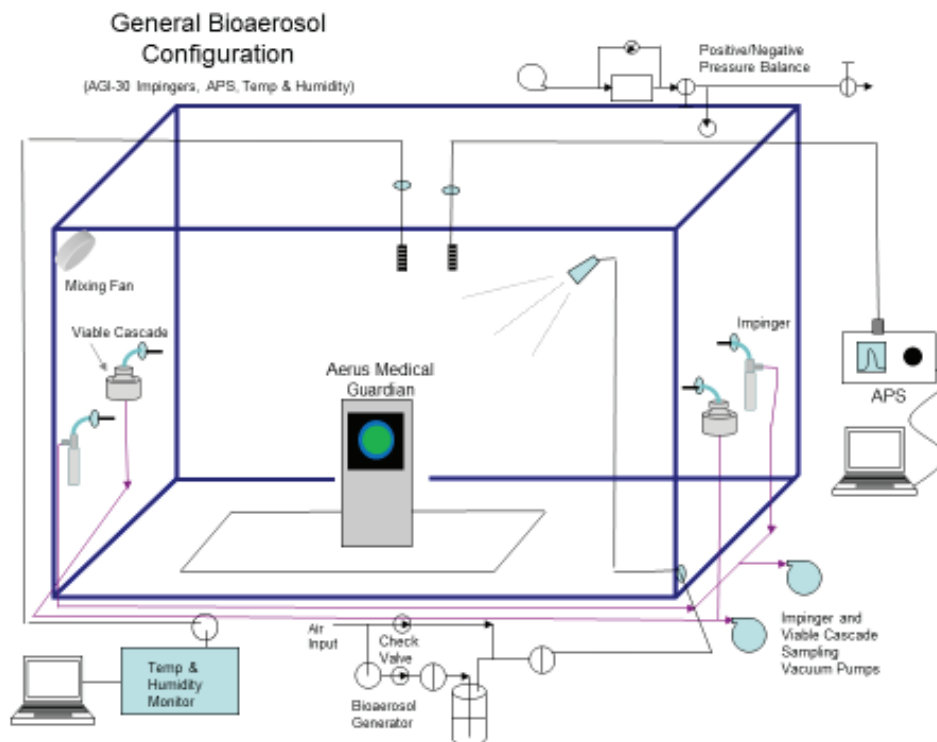 General Bioaerosol
Configuration
(AGI-30 Impingers, APS, Temp & Humidity)
Positive/Negative
Pressure Balance
Mixing Fan
Viable Cascade
Impinger
Aerus Medical
Guardian
APS
Air
Input
Check
Valve
Impinger and
Viable Cascade
Sampling
Vacuum Pumps
Temp &
Humidity
Monitor
Bioaerosol
Generator